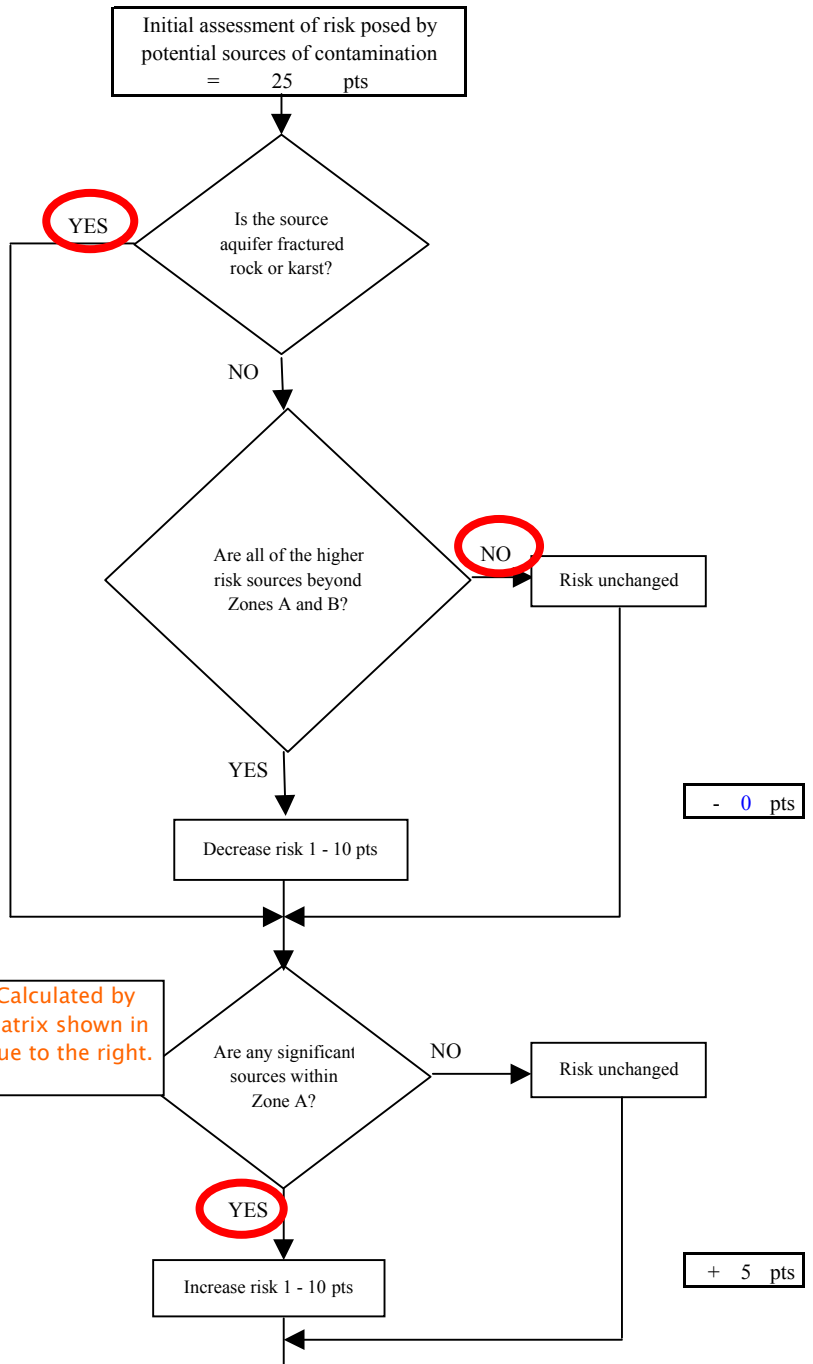 Initial assessment of risk posed by
potential sources of contamination
= 25 pts
YES
Is the source
aquifer fractured
rock or karst?
NO
Are all of the higher
risk sources beyond
Zones A and B?
NO
Risk unchanged
YES
- 0 pts
Decrease risk 1 - 10 pts
Calculated by
atrix shown in
ue to the right.
Are any significant
sources within
Zone A?
NO
Risk unchanged
YES
Increase risk 1 - 10 pts
+ 5 pts